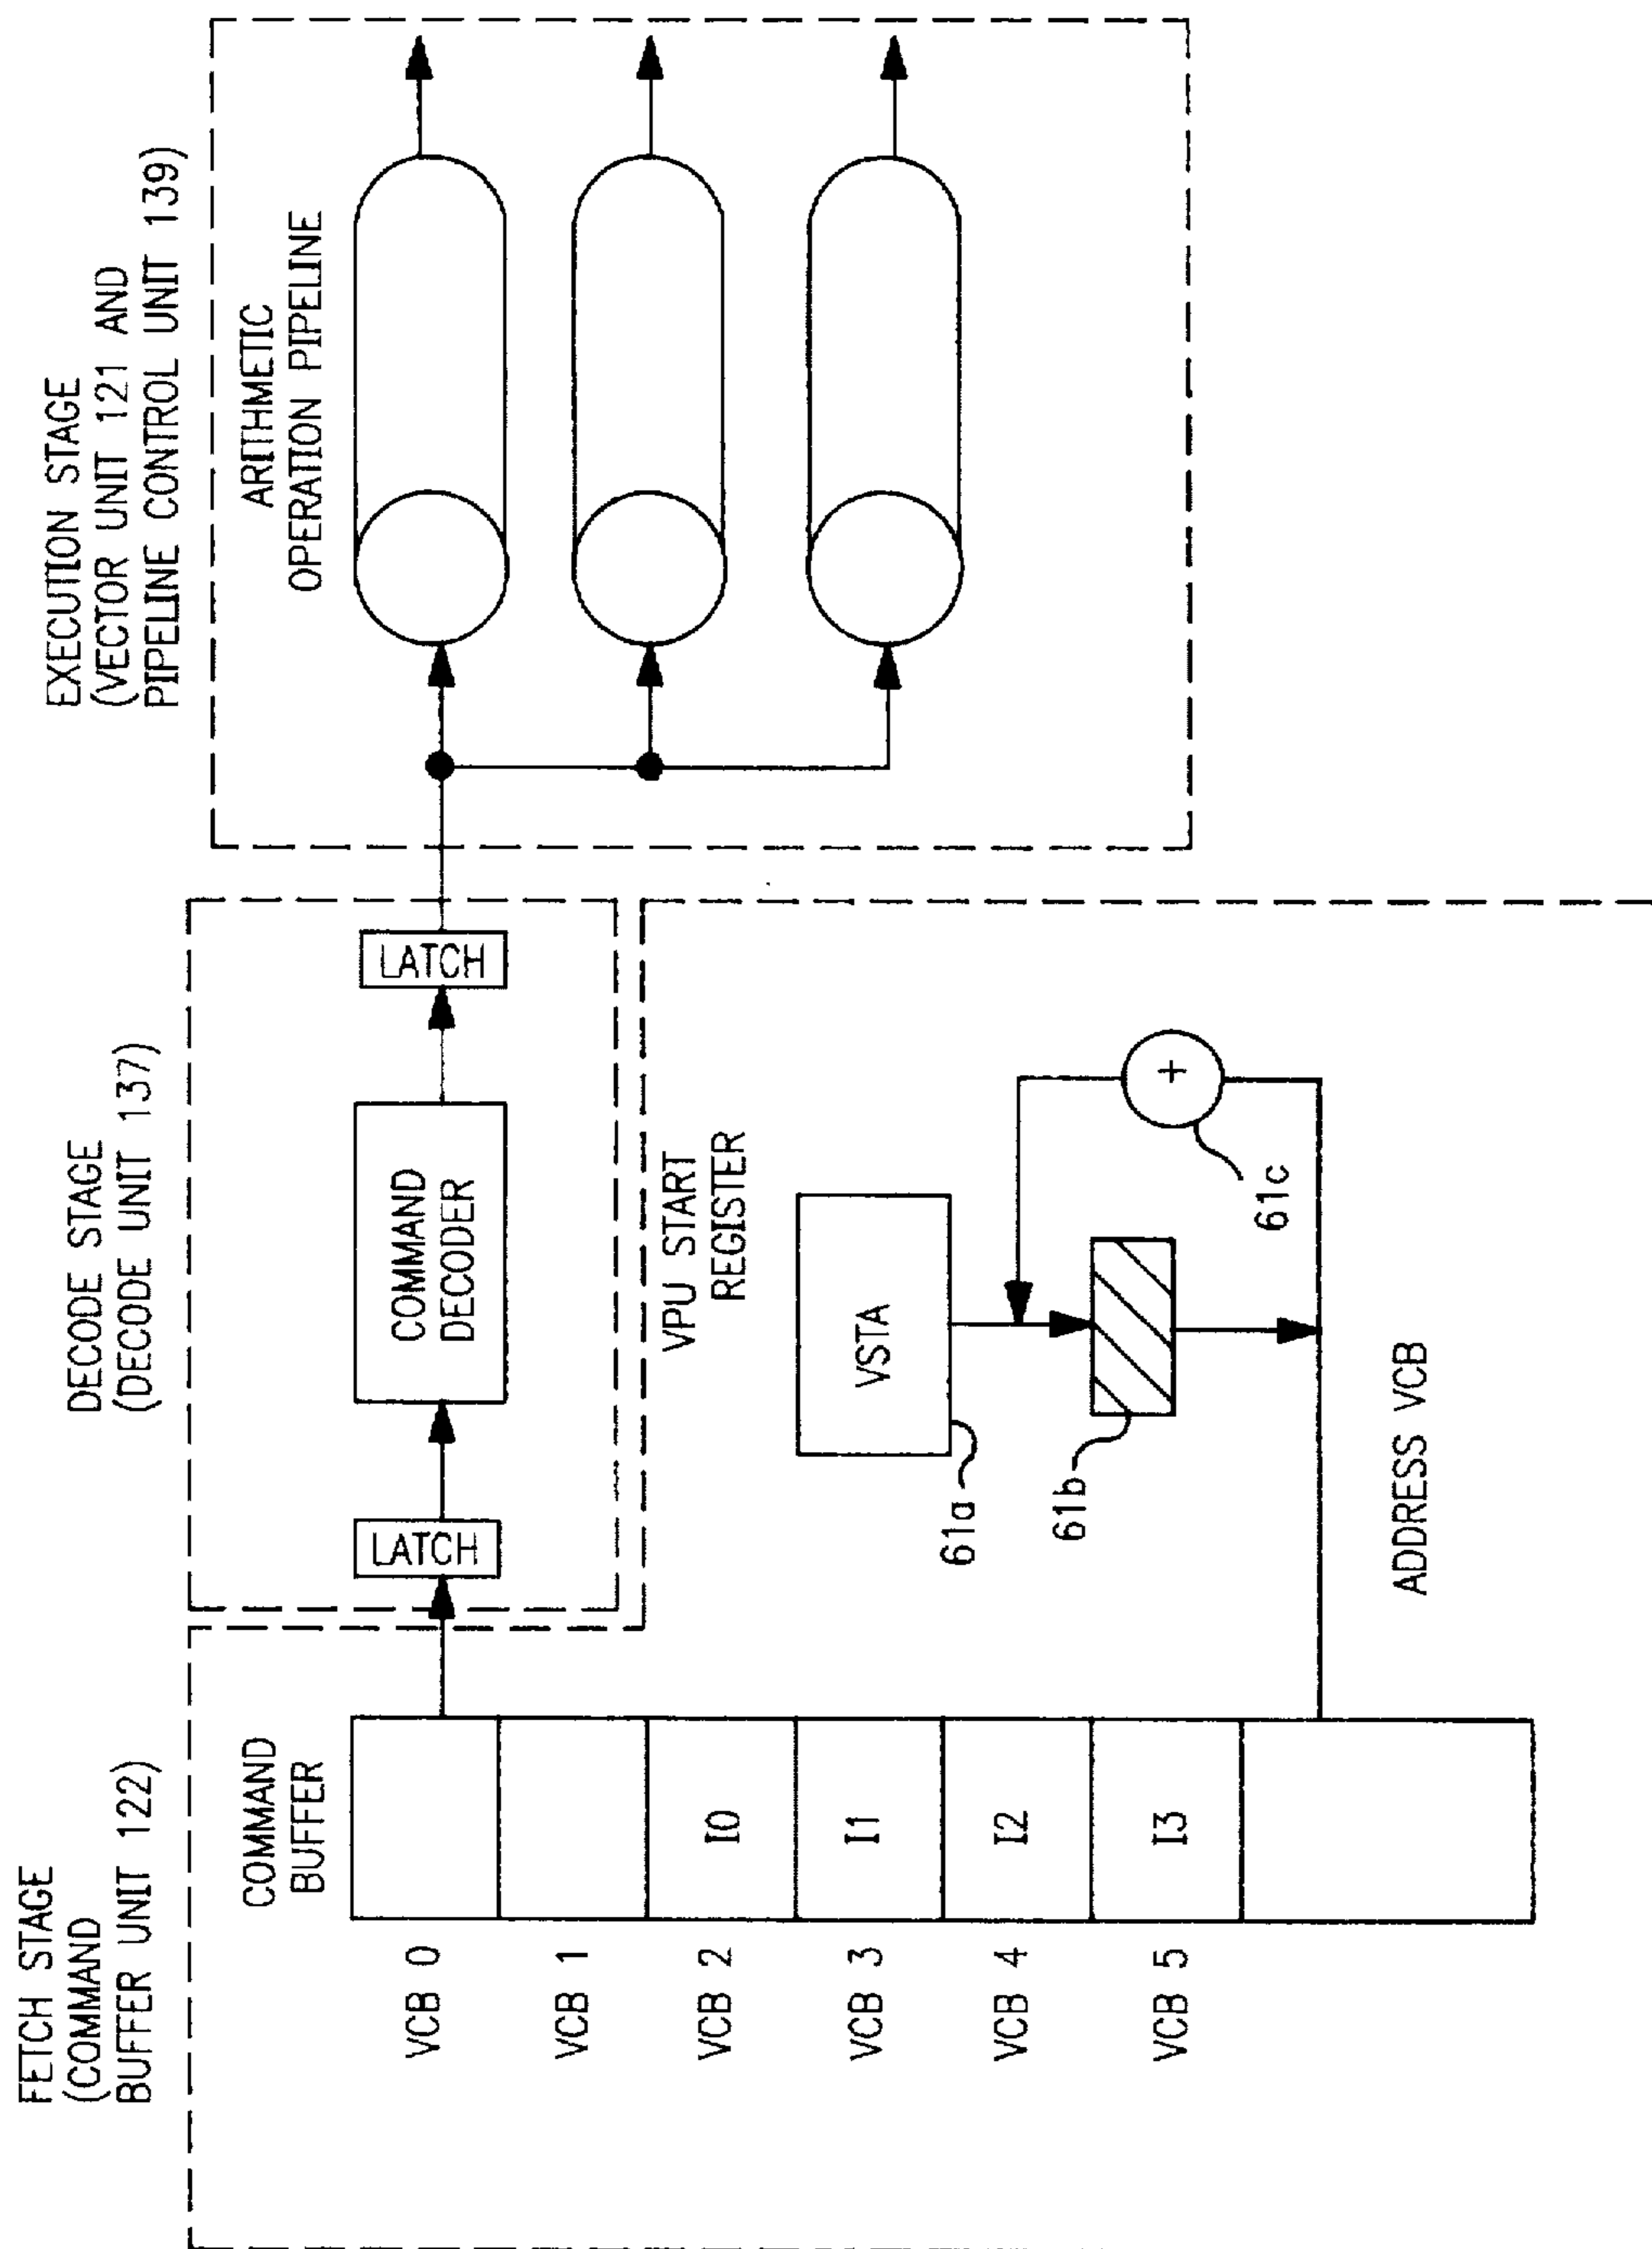 FETCH STAGE
(COMMAND
BUFFER UNIT 122)
COMMAND
BUFFER
VCB 0
VCB 1
VCB 2
I0
VCB 3
I1
VCB 4
I2
VCB 5
I3
DECODE STAGE
(DECODE UNIT 137)
LATCH
COMMAND
DECODER
LATCH
VPU START
REGISTER
VSTA
61a
61b
+
61c
ADDRESS VCB
EXECUTION STAGE
(VECTOR UNIT 121 AND
PIPELINE CONTROL UNIT 139)
ARITHMETIC
OPERATION PIPELINE